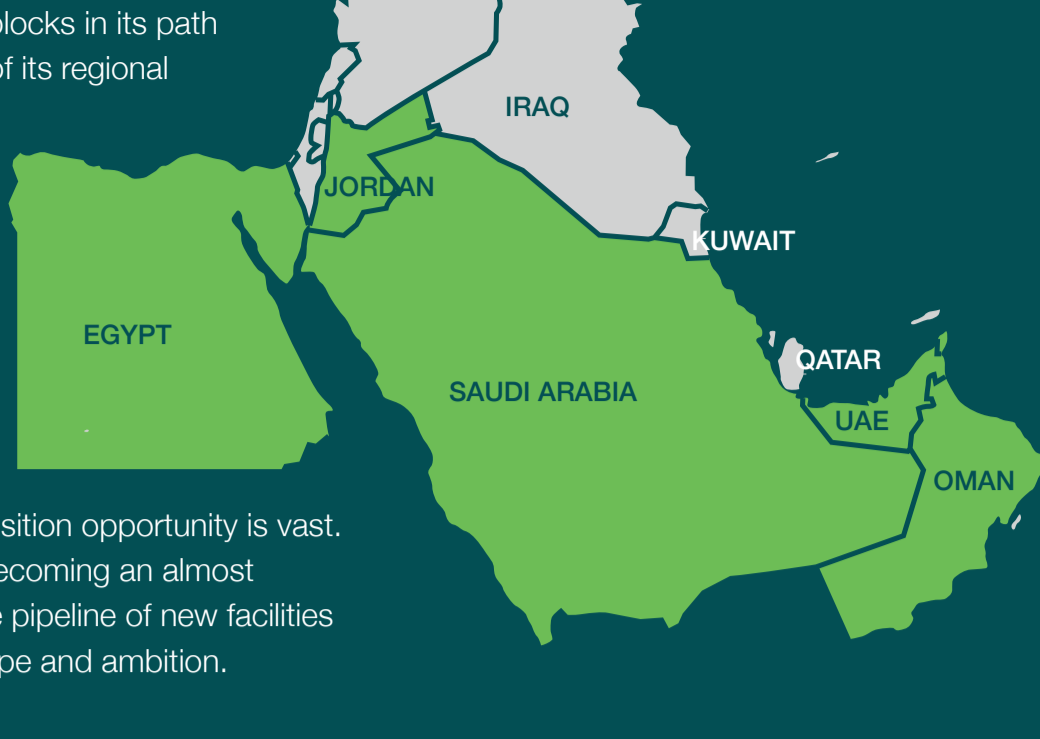 blocks in its path
of its regional
IRAQ
JORDAN
KUWAIT
EGYPT
QATAR
SAUDI ARABIA
UAE
OMAN
sition opportunity is vast.
ecoming an almost
e pipeline of new facilities
pe and ambition.